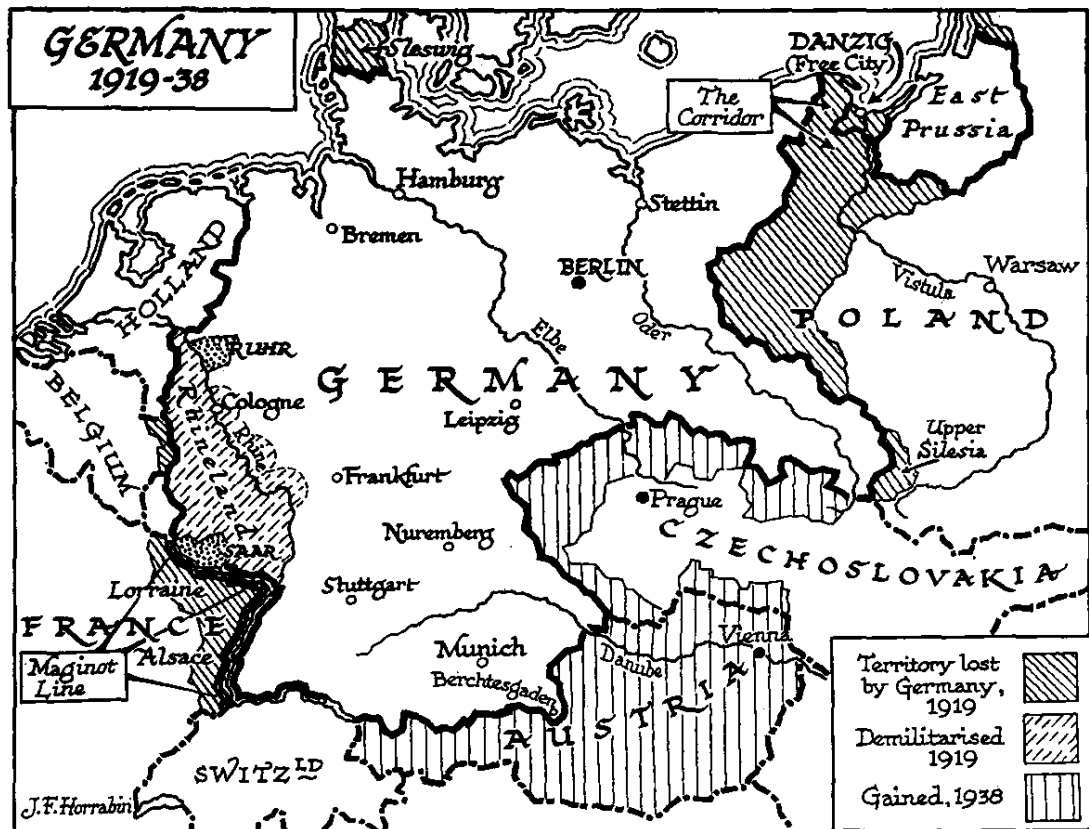 GERMANY
1919-38
Slesvig
DANZIG
(Free City)
The
Corridor
East
Prussia
Hamburg
Stettin
Bremen
BERLIN
Warsaw
Vistula
HOLLAND
POLAND
Elbe
Oder
RUHR
GERMANY
BELGIUM
Rhineland
Cologne
Leipzig
Rhine
Upper
Silesia
Frankfurt
Prague
Nuremberg
CZECHOSLOVAKIA
SAAR
Lorraine
Stuttgart
FRANCE
Alsace
Maginot
Line
Munich
Berchtesgaden
Danube
Vienna
AUSTRIA
SWITZLD
J.F.Horrabin
Territory lost
by Germany,
1919
Demilitarised
1919
Gained, 1938